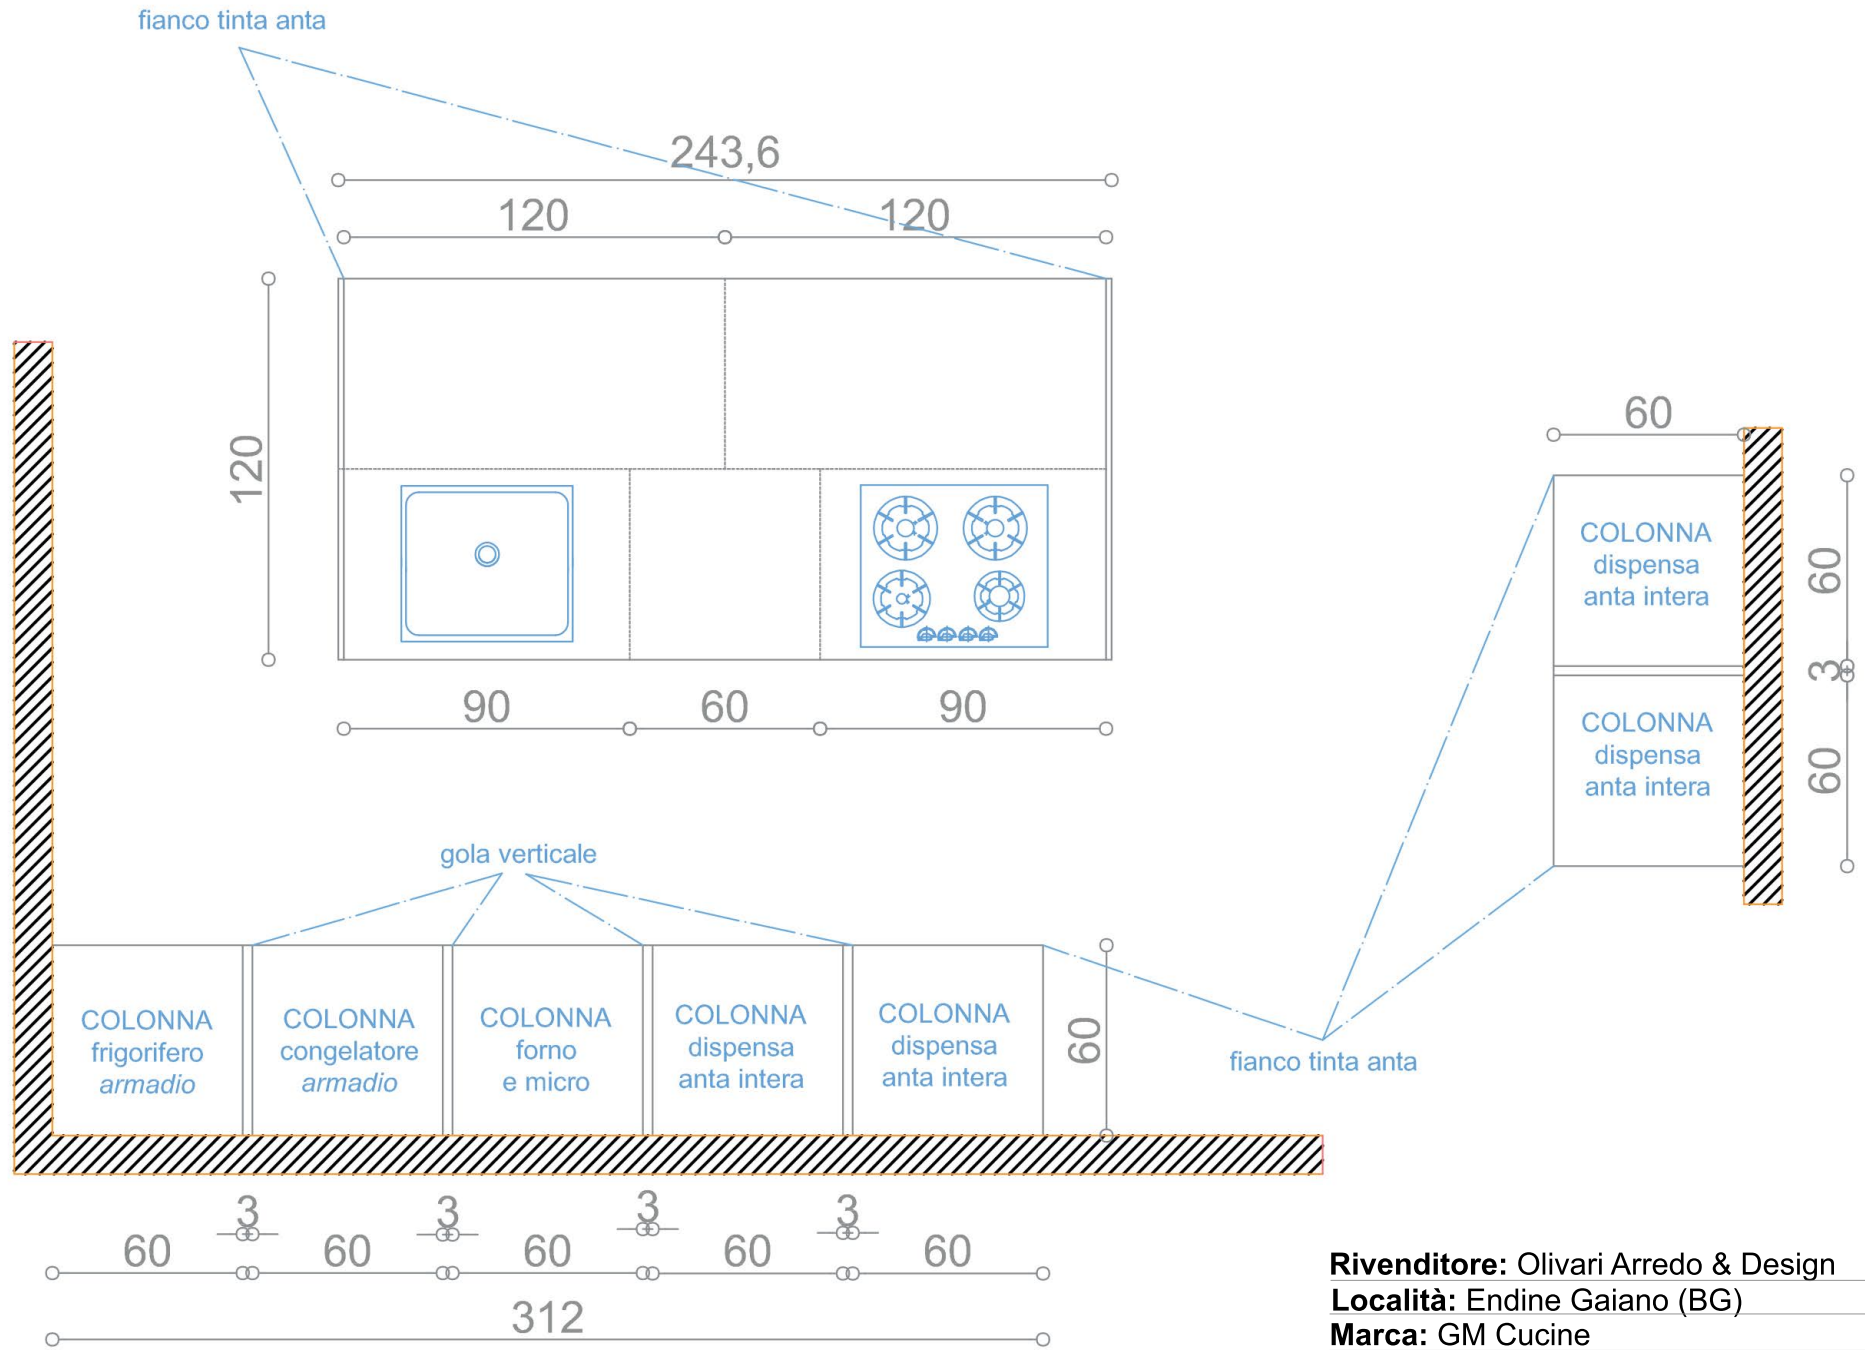 fianco tinta anta
243,6
120
120
120
90
60
90
60
COLONNA
dispensa
anta intera
60
3
COLONNA
dispensa
anta intera
60
gola verticale
COLONNA
frigorifero
armadio
COLONNA
congelatore
armadio
COLONNA
forno
e micro
COLONNA
dispensa
anta intera
COLONNA
dispensa
anta intera
60
fianco tinta anta
3
3
3
3
60
60
60
60
60
312
Rivenditore: Olivari Arredo & Design
Località: Endine Gaiano (BG)
Marca: GM Cucine